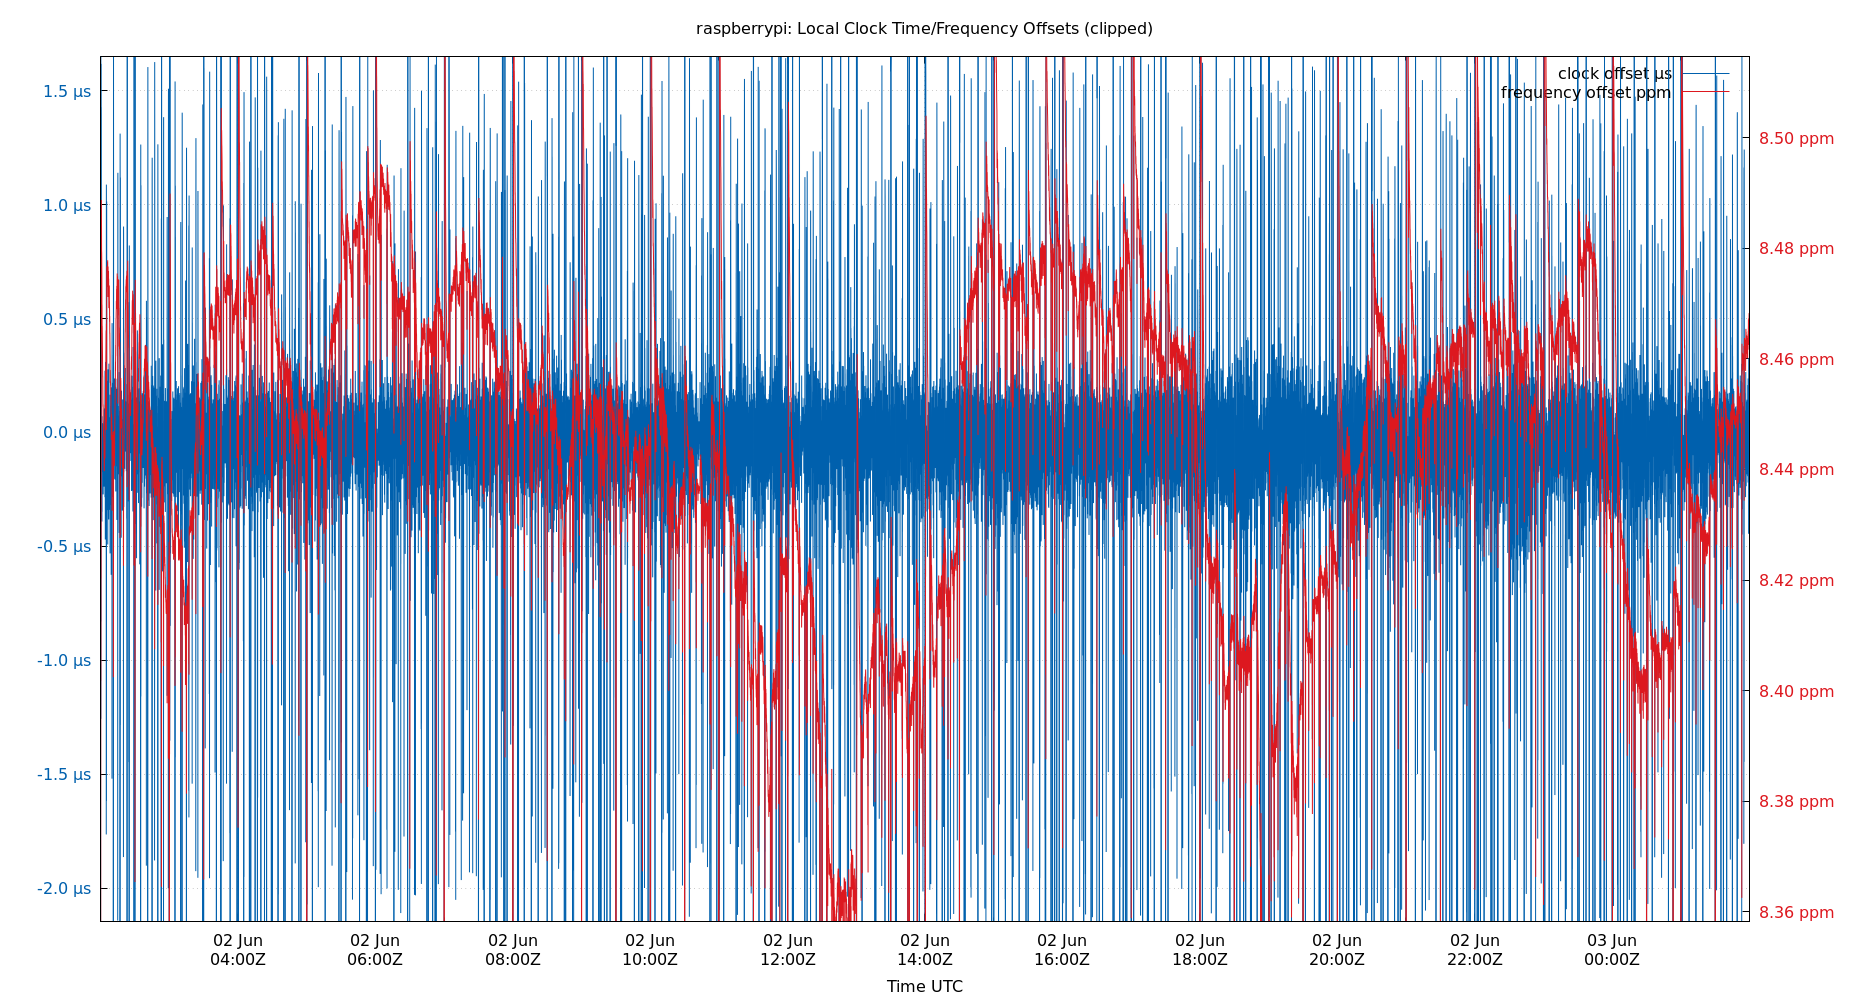 raspberrypi: Local Clock Time/Frequency Offsets (clipped)
clock offset µs
frequency offset ppm
1.5 µs
1.0 µs
0.5 µs
0.0 µs
-0.5 µs
-1.0 µs
-1.5 µs
-2.0 µs
8.50 ppm
8.48 ppm
8.46 ppm
8.44 ppm
8.42 ppm
8.40 ppm
8.38 ppm
8.36 ppm
02 Jun 02 Jun 02 Jun 02 Jun 02 Jun 02 Jun 02 Jun 02 Jun 02 Jun 02 Jun 03 Jun
04:00Z 06:00Z 08:00Z 10:00Z 12:00Z 14:00Z 16:00Z 18:00Z 20:00Z 22:00Z 00:00Z
Time UTC